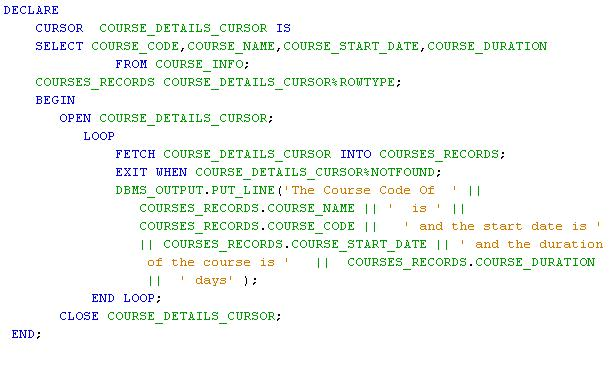 DECLARE
CURSOR  COURSE_DETAILS_CURSOR IS
SELECT COURSE_CODE,COURSE_NAME,COURSE_START_DATE,COURSE_DURATION
FROM COURSE_INFO;
COURSES_RECORDS COURSE_DETAILS_CURSOR%ROWTYPE;
BEGIN
OPEN COURSE_DETAILS_CURSOR;
LOOP
FETCH COURSE_DETAILS_CURSOR INTO COURSES_RECORDS;
EXIT WHEN COURSE_DETAILS_CURSOR%NOTFOUND;
DBMS_OUTPUT.PUT_LINE('The Course Code Of  ' ||
COURSES_RECORDS.COURSE_NAME || '  is ' ||
COURSES_RECORDS.COURSE_CODE ||   ' and the start date is '
|| COURSES_RECORDS.COURSE_START_DATE || ' and the duration
of the course is '   ||  COURSES_RECORDS.COURSE_DURATION
||  ' days' );
END LOOP;
CLOSE COURSE_DETAILS_CURSOR;
END;